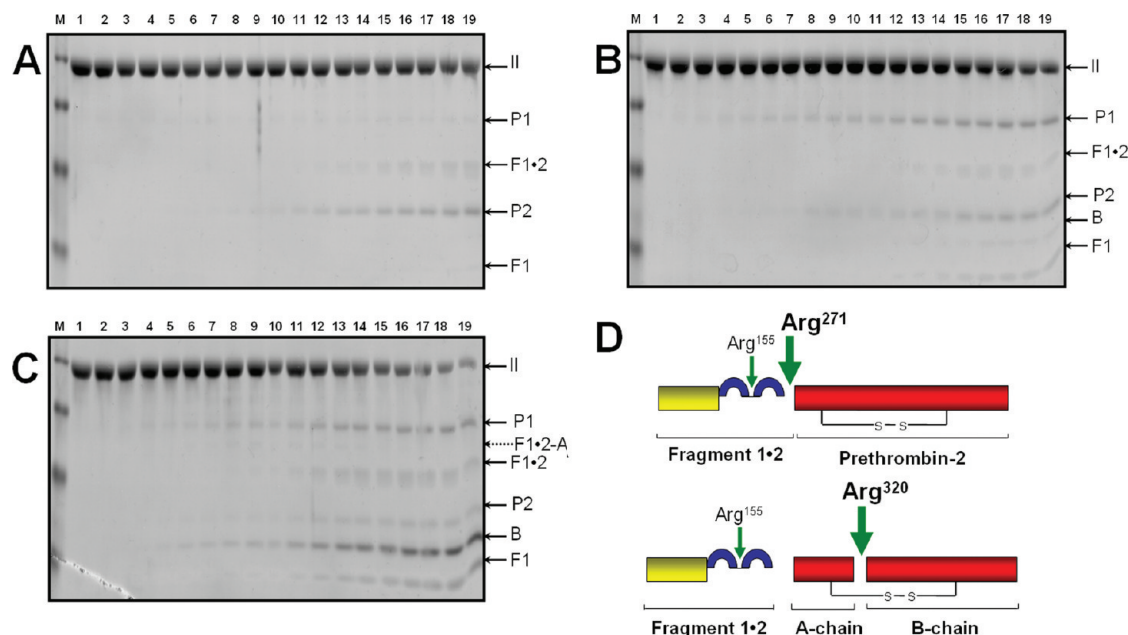 M 1 2 3 4 5 6 7 8 9 10 11 12 13 14 15 16 17 18 19
A
II
P1
F1•2
P2
F1
M 1 2 3 4 5 6 7 8 9 10 11 12 13 14 15 16 17 18 19
B
II
P1
F1•2
P2
B
F1
M 1 2 3 4 5 6 7 8 9 10 11 12 13 14 15 16 17 18 19
C
II
P1
F1•2-A
F1•2
P2
B
F1
D
Arg271
Arg155
S S
Fragment 1•2 Prethrombin-2
Arg320
Arg155
S S
Fragment 1•2 A-chain B-chain